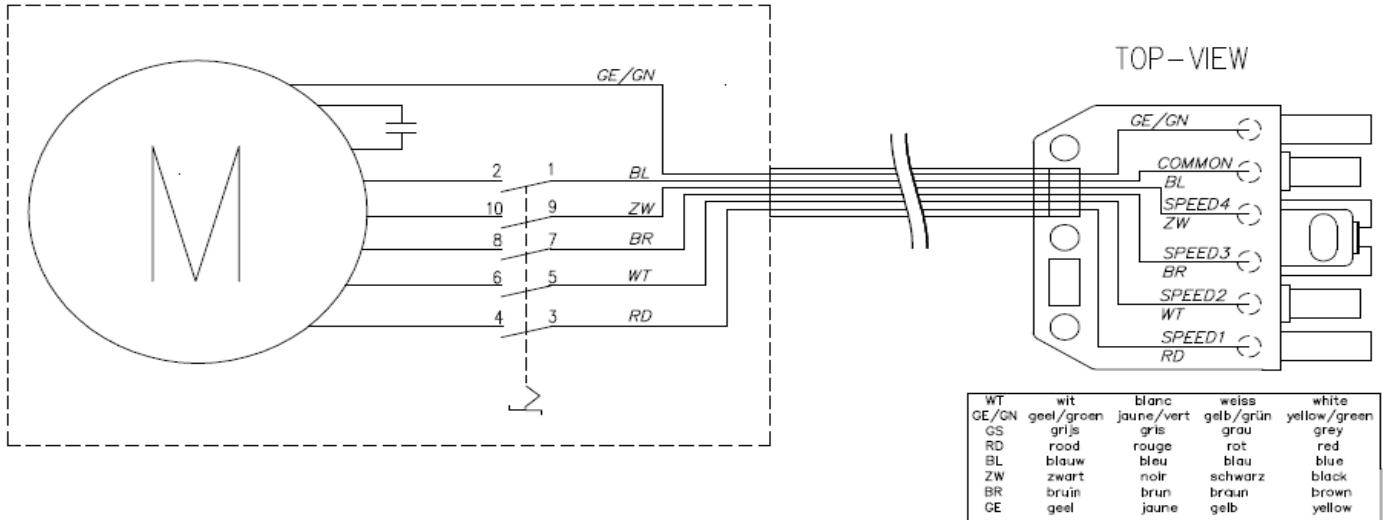 TOP-VIEW
GE/GN
M
2 1 BL
10 9 ZW
8 7 BR
6 5 WT
4 3 RD
GE/GN
COMMON
BL
SPEED4
ZW
SPEED3
BR
SPEED2
WT
SPEED1
RD
WT wit blanc weiss white
GE/GN geel/groen jaune/vert gelb/grün yellow/green
GS grijs gris grau grey
RD rood rouge rot red
BL blauw bleu blau blue
ZW zwart noir schwarz black
BR bruin brun braun brown
GE geel jaune gelb yellow